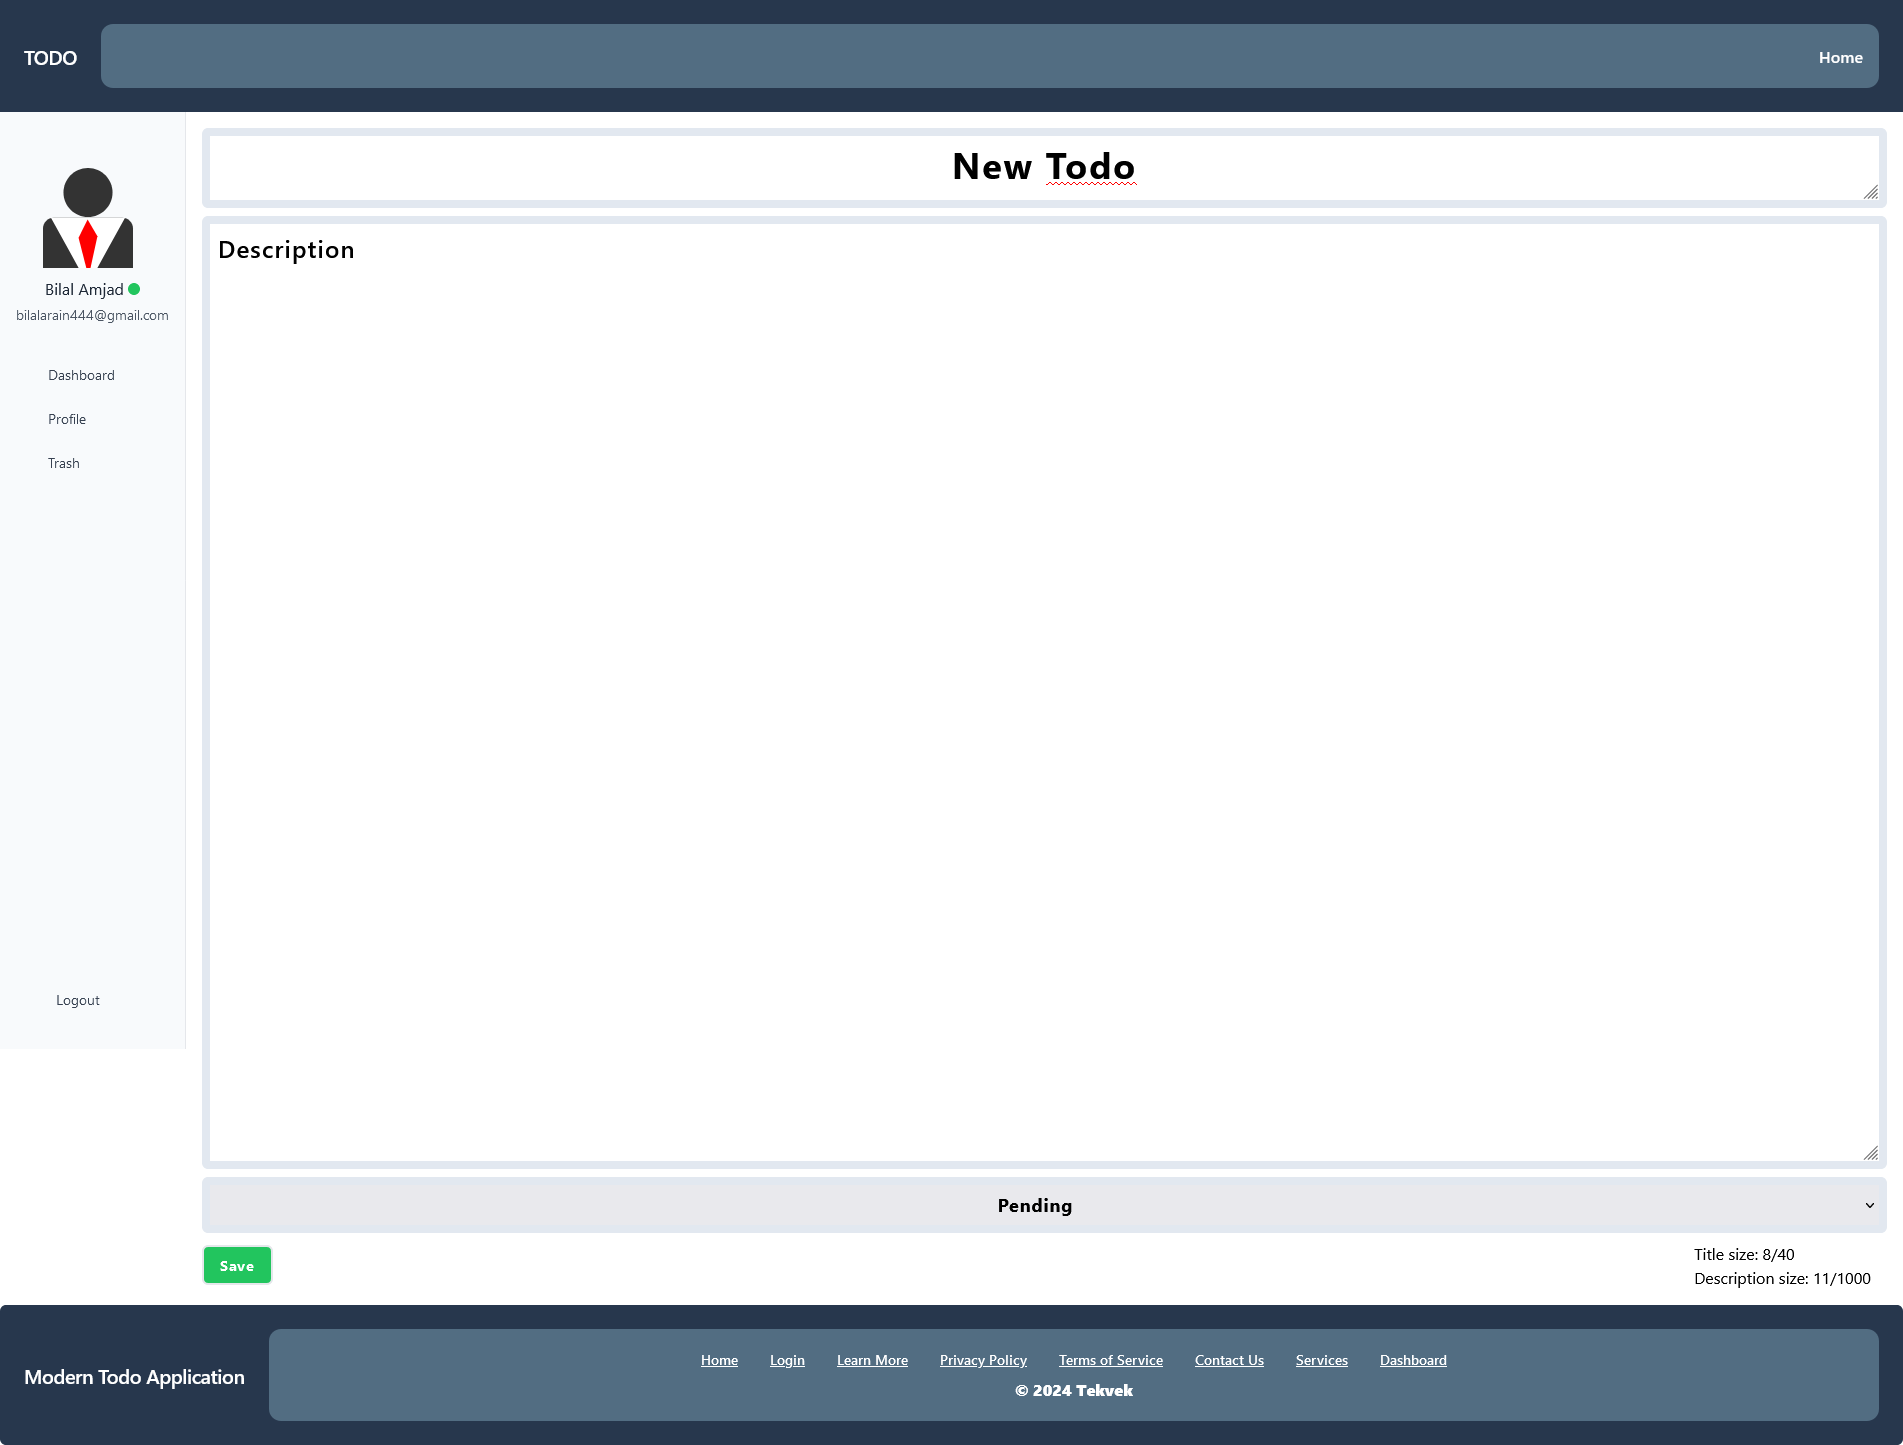 TODO
Home
Bilal Amjad
bilalarain444@gmail.com
Dashboard
Profile
Trash
Logout
New Todo
Description
Pending
Save
Title size: 8/40
Description size: 11/1000
Modern Todo Application
Home Login Learn More Privacy Policy Terms of Service Contact Us Services Dashboard
© 2024 Tekvek